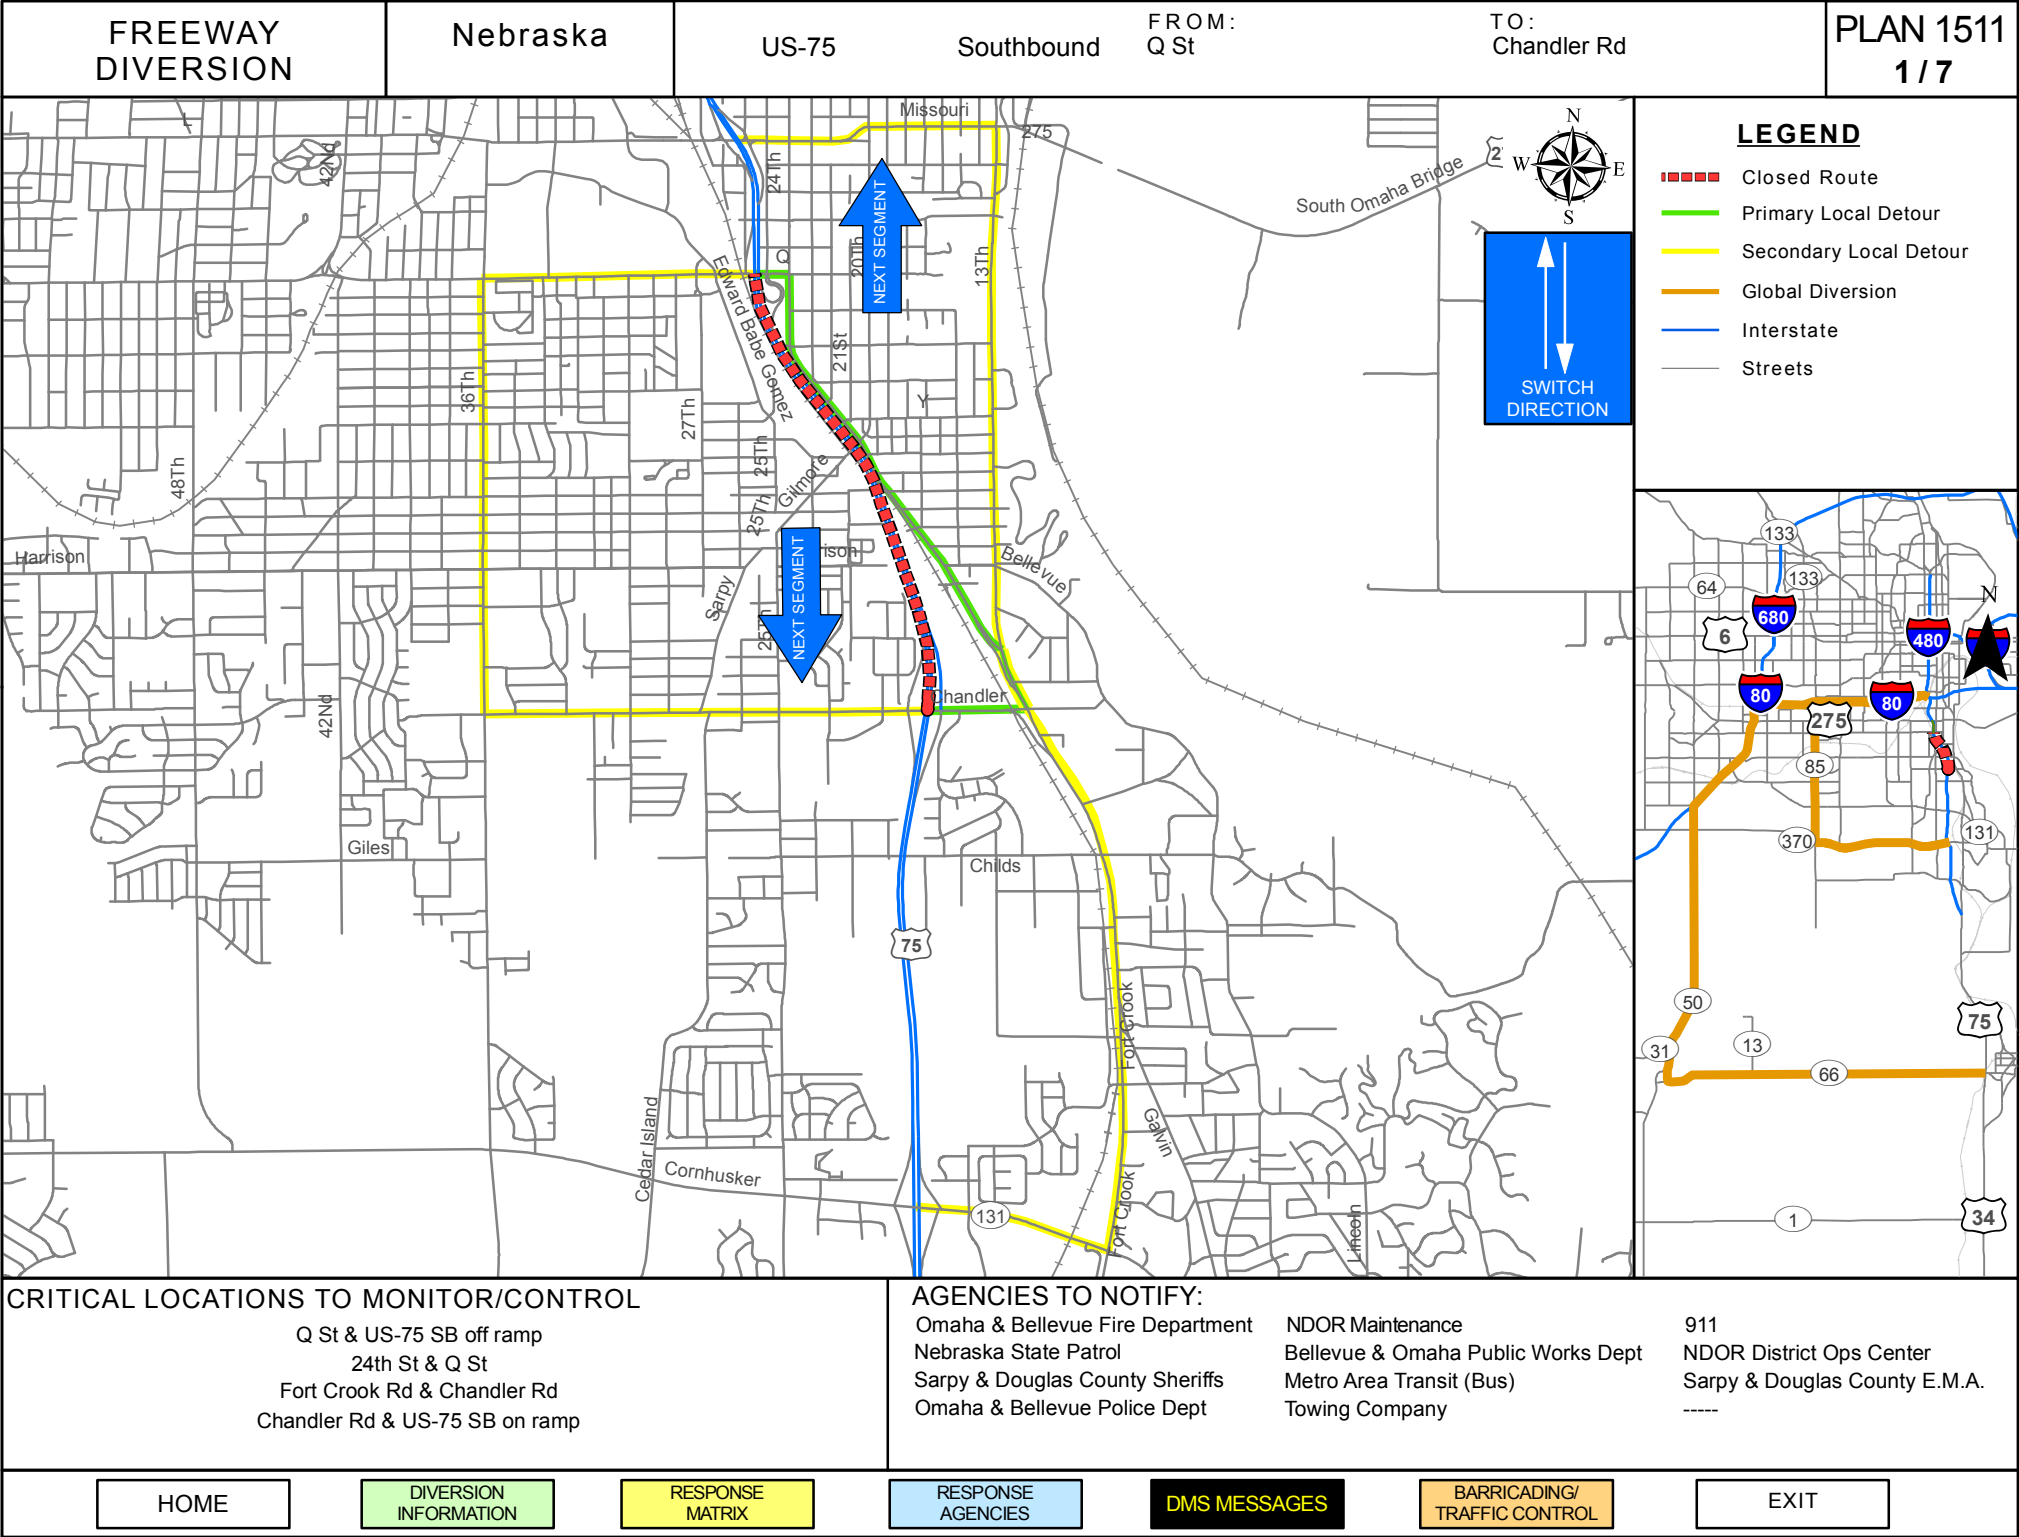 FREEWAY
DIVERSION
Nebraska
US-75
Southbound
FROM:
Q St
TO:
Chandler Rd
PLAN 1511
1 / 7
LEGEND
Closed Route
Primary Local Detour
Secondary Local Detour
Global Diversion
Interstate
Streets
N
W
E
S
SWITCH
DIRECTION
NEXT SEGMENT
NEXT SEGMENT
L
42Nd
24Th
Missouri
275
South Omaha Bridge
2
Q
20Th
13Th
Edward Babe Gomez
21St
36Th
27Th
Y
25Th
Gilmore
48Th
25Th
Harrison
ison
Bellevue
Sarpy
25Th
Chandler
42Nd
Giles
Childs
75
Fort Crook
Galvin
Cedar Island
Cornhusker
131
Fort Crook
Lincoln
133
133
64
680
6
480
N
80
80
275
85
370
131
50
75
31
13
66
1
34
CRITICAL LOCATIONS TO MONITOR/CONTROL
Q St & US-75 SB off ramp
24th St & Q St
Fort Crook Rd & Chandler Rd
Chandler Rd & US-75 SB on ramp
AGENCIES TO NOTIFY:
Omaha & Bellevue Fire Department
Nebraska State Patrol
Sarpy & Douglas County Sheriffs
Omaha & Bellevue Police Dept
NDOR Maintenance
Bellevue & Omaha Public Works Dept
Metro Area Transit (Bus)
Towing Company
911
NDOR District Ops Center
Sarpy & Douglas County E.M.A.
-----
HOME
DIVERSION
INFORMATION
RESPONSE
MATRIX
RESPONSE
AGENCIES
DMS MESSAGES
BARRICADING/
TRAFFIC CONTROL
EXIT